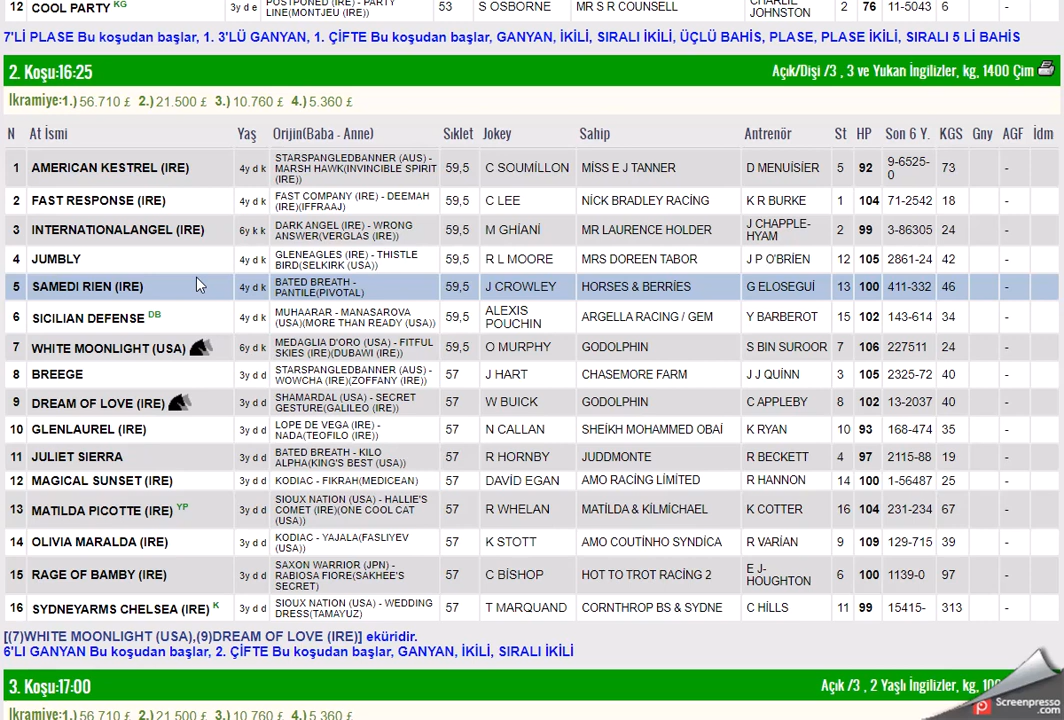 12 COOL PARTY KG 3y d e POSTPONED (IRE) - PARTY LINE(MONTJEU (IRE)) 53 S OSBORNE MR S R COUNSELL CHARLIE JOHNSTON 2 76 11-5043 6
7'Lİ PLASE Bu koşudan başlar, 1. 3'LÜ GANYAN, 1. ÇİFTE Bu koşudan başlar, GANYAN, İKİLİ, SIRALI İKİLİ, ÜÇLÜ BAHİS, PLASE, PLASE İKİLİ, SIRALI 5 Lİ BAHİS
2. Koşu:16:25 Açık/Dişi /3 , 3 ve Yukarı İngilizler, kg, 1400 Çim
Ikramiye:1.) 56.710 £ 2.) 21.500 £ 3.) 10.760 £ 4.) 5.360 £
N At İsmi Yaş Orijin(Baba - Anne) Sıklet Jokey Sahip Antrenör St HP Son 6 Y. KGS Gny AGF İdm
1 AMERICAN KESTREL (IRE) 4y d k STARSPANGLEDBANNER (AUS) - MARSH HAWK(INVINCIBLE SPIRIT (IRE)) 59,5 C SOUMİLLON MİSS E J TANNER D MENUİSİER 5 92 9-6525-0 73 -
2 FAST RESPONSE (IRE) 4y d k FAST COMPANY (IRE) - DEEMAH (IRE)(IFFRAAJ) 59,5 C LEE NİCK BRADLEY RACİNG K R BURKE 1 104 71-2542 18 -
3 INTERNATIONALANGEL (IRE) 6y k k DARK ANGEL (IRE) - WRONG ANSWER(VERGLAS (IRE)) 59,5 M GHİANİ MR LAURENCE HOLDER J CHAPPLE-HYAM 2 99 3-86305 24 -
4 JUMBLY 4y d k GLENEAGLES (IRE) - THISTLE BIRD(SELKIRK (USA)) 59,5 R L MOORE MRS DOREEN TABOR J P O'BRİEN 12 105 2861-24 42 -
5 SAMEDI RIEN (IRE) 4y d k BATED BREATH - PANTILE(PIVOTAL) 59,5 J CROWLEY HORSES & BERRİES G ELOSEGUİ 13 100 411-332 46 -
6 SICILIAN DEFENSE DB 4y d k MUHAARAR - MANASAROVA (USA)(MORE THAN READY (USA)) 59,5 ALEXIS POUCHIN ARGELLA RACING / GEM Y BARBEROT 15 102 143-614 34 -
7 WHITE MOONLIGHT (USA) 6y d k MEDAGLIA D'ORO (USA) - FITFUL SKIES (IRE)(DUBAWI (IRE)) 59,5 O MURPHY GODOLPHIN S BIN SUROOR 7 106 227511 24 -
8 BREEGE 3y d d STARSPANGLEDBANNER (AUS) - WOWCHA (IRE)(ZOFFANY (IRE)) 57 J HART CHASEMORE FARM J J QUİNN 3 105 2325-72 40 -
9 DREAM OF LOVE (IRE) 3y d d SHAMARDAL (USA) - SECRET GESTURE(GALILEO (IRE)) 57 W BUICK GODOLPHIN C APPLEBY 8 102 13-2037 40 -
10 GLENLAUREL (IRE) 3y d d LOPE DE VEGA (IRE) - NADA(TEOFILO (IRE)) 57 N CALLAN SHEİKH MOHAMMED OBAİ K RYAN 10 93 168-474 35 -
11 JULIET SIERRA 3y d d BATED BREATH - KILO ALPHA(KING'S BEST (USA)) 57 R HORNBY JUDDMONTE R BECKETT 4 97 2115-88 19 -
12 MAGICAL SUNSET (IRE) 3y d d KODIAC - FIKRAH(MEDICEAN) 57 DAVİD EGAN AMO RACİNG LİMİTED R HANNON 14 100 1-56487 25 -
13 MATILDA PICOTTE (IRE) YP 3y d d SIOUX NATION (USA) - HALLIE'S COMET (IRE)(ONE COOL CAT (USA)) 57 R WHELAN MATİLDA & KİLMİCHAEL K COTTER 16 104 231-234 67 -
14 OLIVIA MARALDA (IRE) 3y d d KODIAC - YAJALA(FASLIYEV (USA)) 57 K STOTT AMO COUTİNHO SYNDİCA R VARİAN 9 109 129-715 39 -
15 RAGE OF BAMBY (IRE) 3y d d SAXON WARRIOR (JPN) - RABIOSA FIORE(SAKHEE'S SECRET) 57 C BİSHOP HOT TO TROT RACİNG 2 E J-HOUGHTON 6 100 1139-0 97 -
16 SYDNEYARMS CHELSEA (IRE) K 3y d d SIOUX NATION (USA) - WEDDING DRESS(TAMAYUZ) 57 T MARQUAND CORNTHROP BS & SYDNE C HİLLS 11 99 15415- 313 -
[(7)WHITE MOONLIGHT (USA),(9)DREAM OF LOVE (IRE)] eküridir.
6'LI GANYAN Bu koşudan başlar, 2. ÇİFTE Bu koşudan başlar, GANYAN, İKİLİ, SIRALI İKİLİ
3. Koşu:17:00 Açık /3 , 2 Yaşlı İngilizler, kg,
Ikramiye:1.) 56.710 £ 2.) 21.500 £ 3.) 10.760 £ 4.) 5.360 £
Screenpresso.com